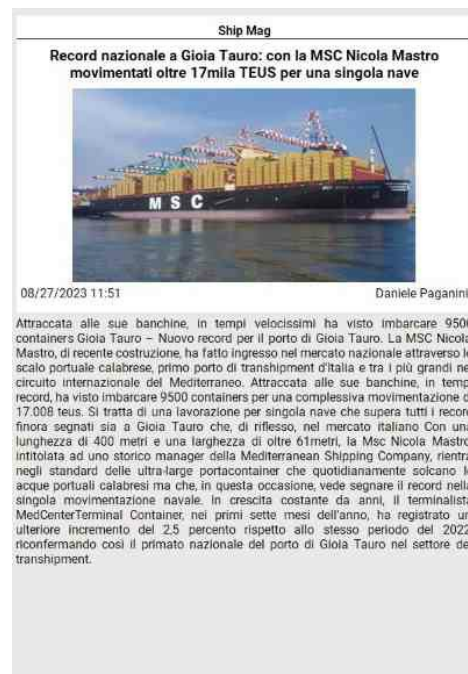 Ship Mag
Record nazionale a Gioia Tauro: con la MSC Nicola Mastro
movimentati oltre 17mila TEUS per una singola nave
MSC
08/27/2023 11:51
Daniele Paganini
Attraccata alle sue banchine, in tempi velocissimi ha visto imbarcare 9500
containers Gioia Tauro – Nuovo record per il porto di Gioia Tauro. La MSC Nicola
Mastro, di recente costruzione, ha fatto ingresso nel mercato nazionale attraverso l
scalo portuale calabrese, primo porto di transhipment d'Italia e tra i più grandi ne
circuito internazionale del Mediterraneo. Attraccata alle sue banchine, in temp
record, ha visto imbarcare 9500 containers per una complessiva movimentazione d
17.008 teus. Si tratta di una lavorazione per singola nave che supera tutti i recor
finora segnati sia a Gioia Tauro che, di riflesso, nel mercato italiano Con una
lunghezza di 400 metri e una larghezza di oltre 61metri, la Msc Nicola Mastro
intitolata ad uno storico manager della Mediterranean Shipping Company, rientra
negli standard delle ultra-large portacontainer che quotidianamente solcano l
acque portuali calabresi ma che, in questa occasione, vede segnare il record nella
singola movimentazione navale. In crescita costante da anni, il terminalista
MedCenterTerminal Container, nei primi sette mesi dell'anno, ha registrato un
ulteriore incremento del 2,5 percento rispetto allo stesso periodo del 2022
riconfermando così il primato nazionale del porto di Gioia Tauro nel settore de
transhipment.